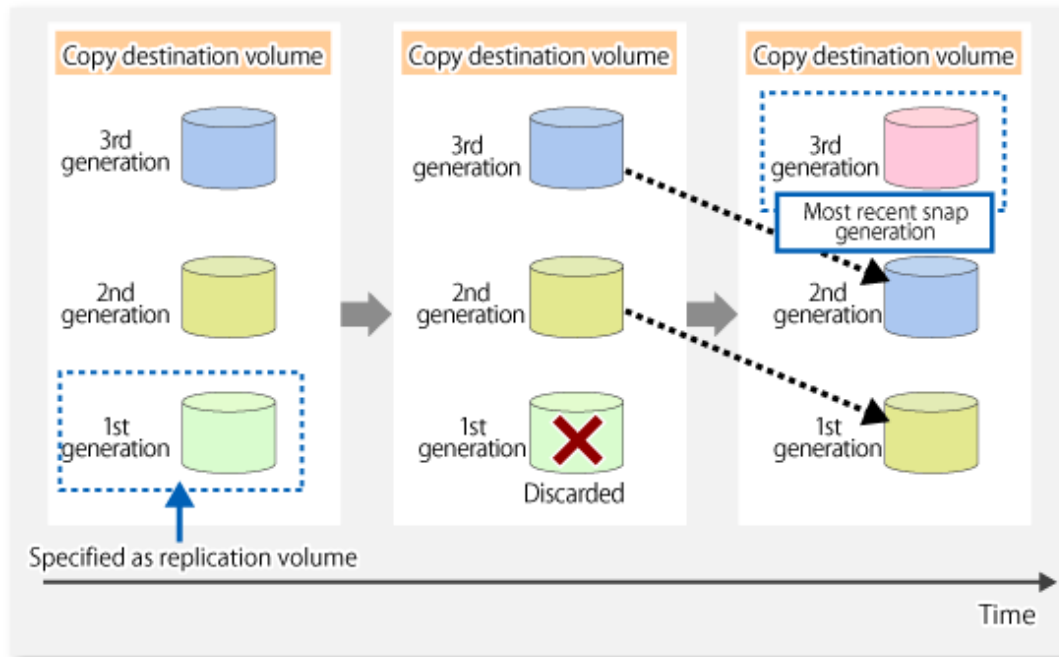 Copy destination volume
3rd
generation
2nd
generation
1st
generation
Specified as replication volume
Copy destination volume
3rd
generation
2nd
generation
1st
generation
Discarded
Copy destination volume
3rd
generation
Most recent snap
generation
2nd
generation
1st
generation
Time